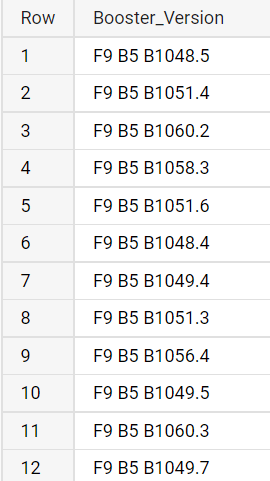 Row Booster_Version
1 F9 B5 B1048.5
2 F9 B5 B1051.4
3 F9 B5 B1060.2
4 F9 B5 B1058.3
5 F9 B5 B1051.6
6 F9 B5 B1048.4
7 F9 B5 B1049.4
8 F9 B5 B1051.3
9 F9 B5 B1056.4
10 F9 B5 B1049.5
11 F9 B5 B1060.3
12 F9 B5 B1049.7